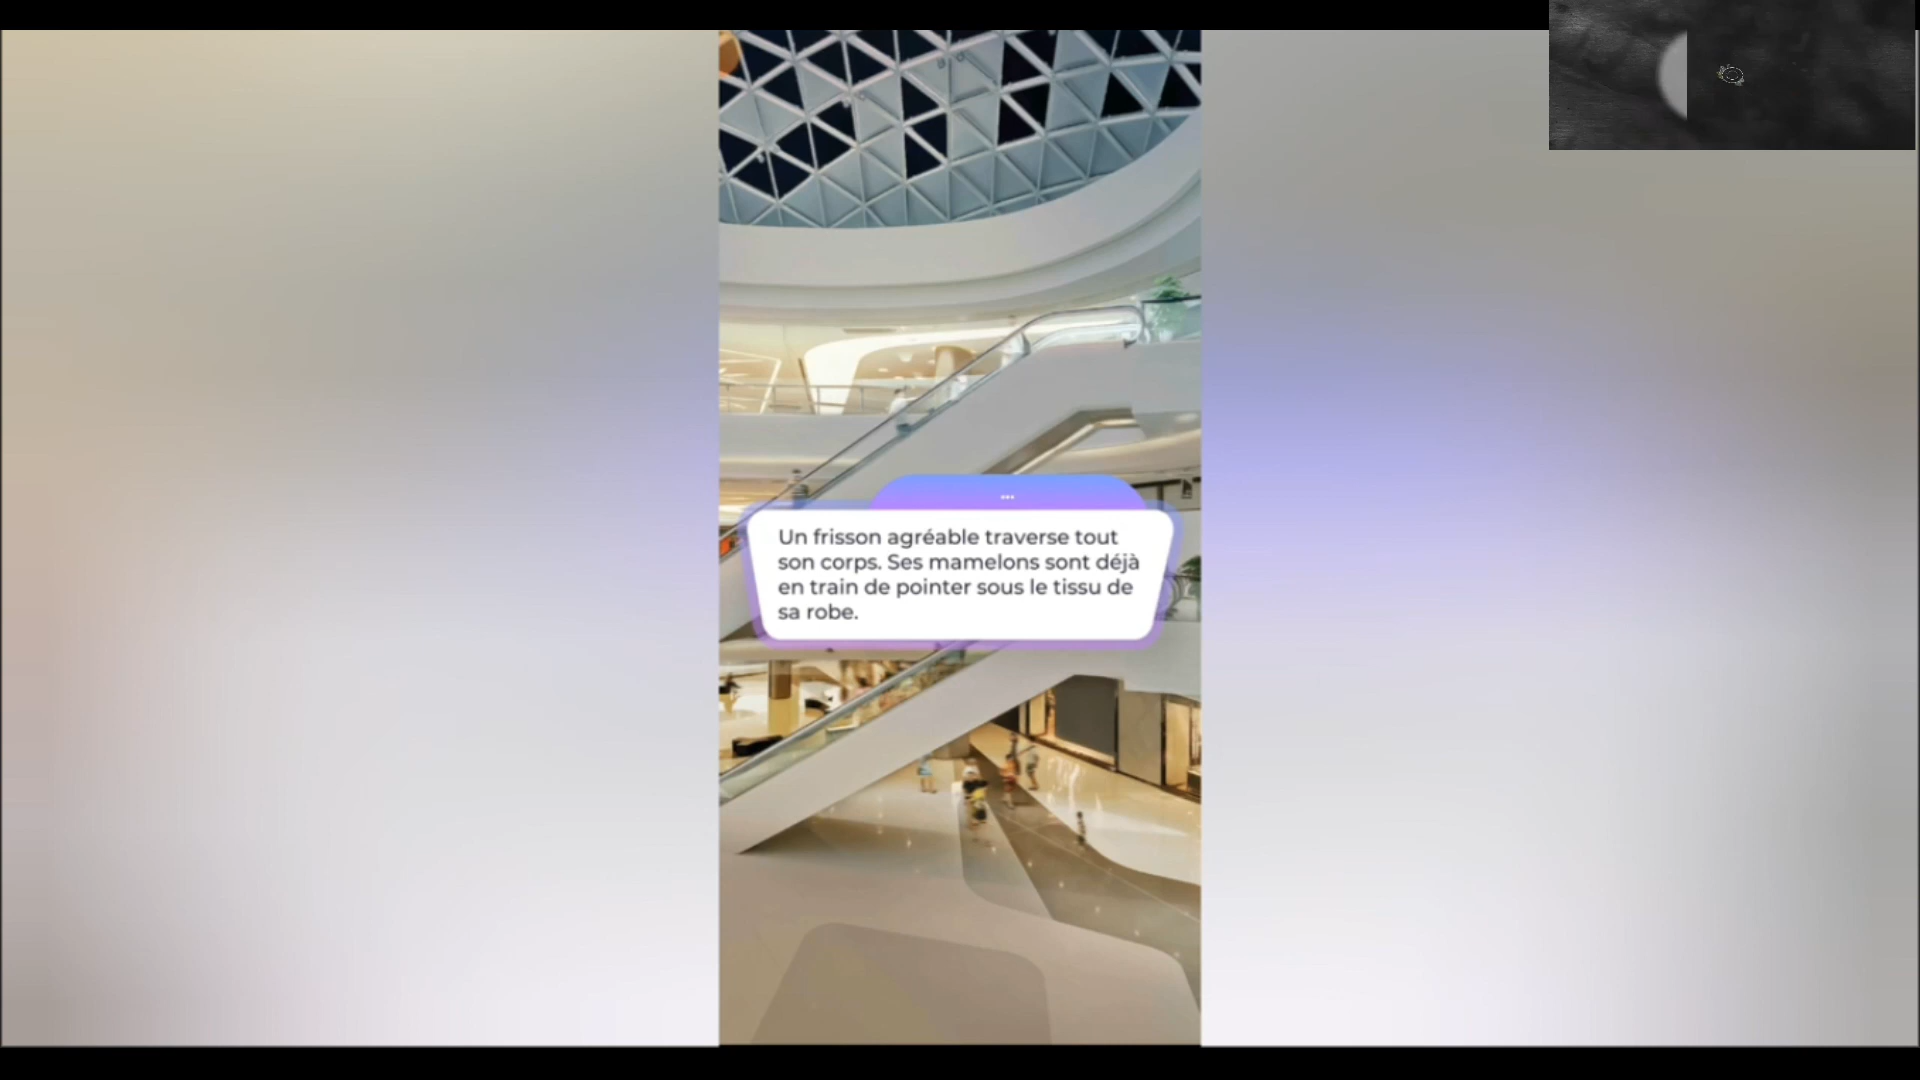 ...
Un frisson agréable traverse tout
son corps. Ses mamelons sont déjà
en train de pointer sous le tissu de
sa robe.